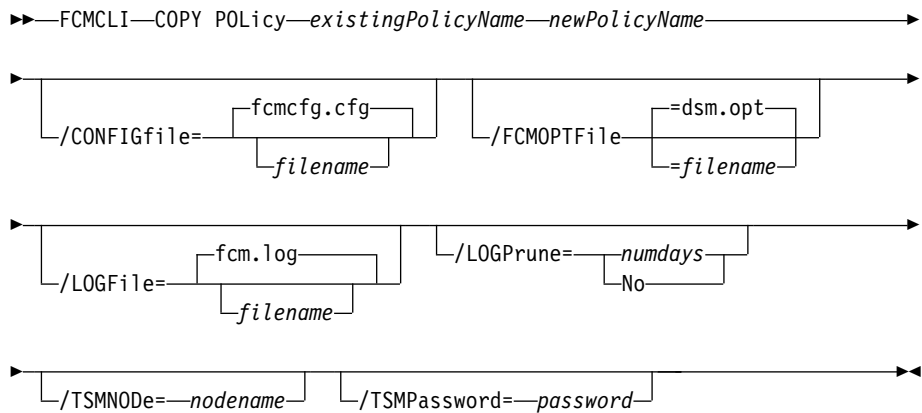 FCMCLI COPY POLicy existingPolicyName newPolicyName
fcmcfg.cfg =dsm.opt
/CONFIGfile= /FCMOPTFile
filename =filename
fcm.log numdays
/LOGFile= /LOGPrune=
filename No
/TSMNODe= nodename /TSMPassword= password